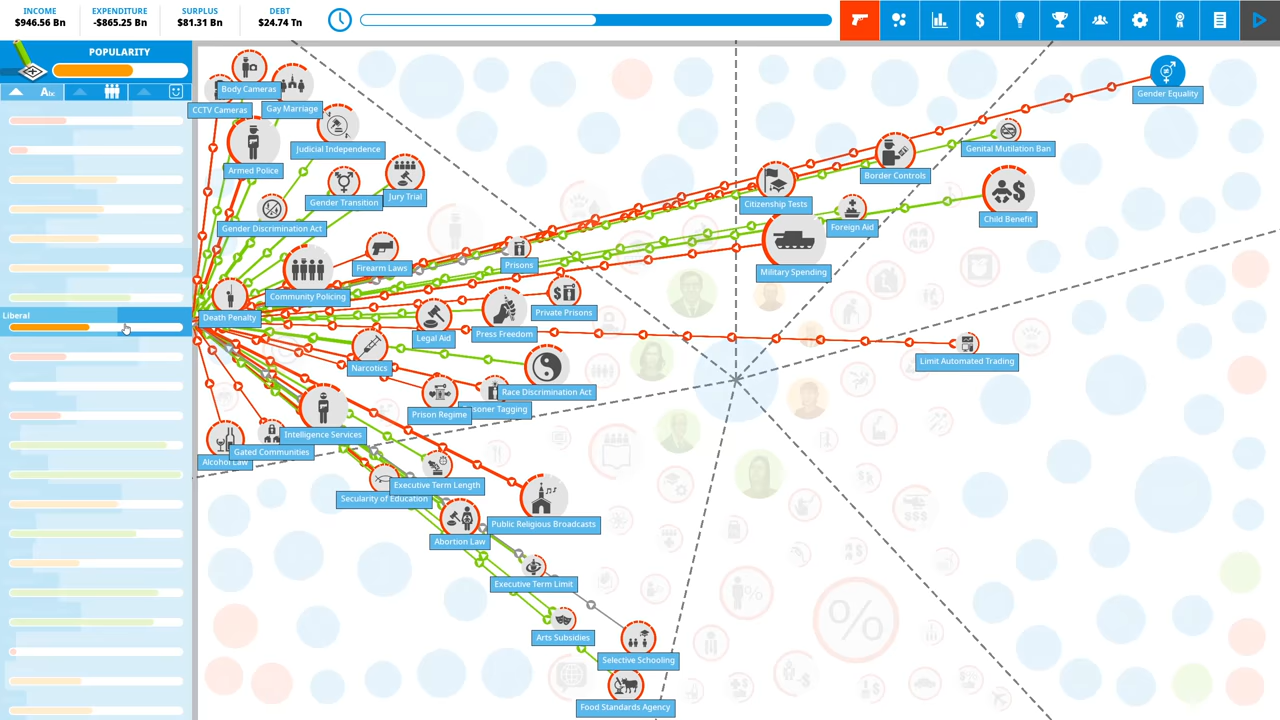 INCOME
$946.56 Bn
EXPENDITURE
-$865.25 Bn
SURPLUS
$81.31 Bn
DEBT
$24.74 Tn
POPULARITY
Abc
Liberal
Body Cameras
CCTV Cameras
Gay Marriage
Judicial Independence
Armed Police
Gender Transition
Jury Trial
Gender Discrimination Act
Firearm Laws
Prisons
Community Policing
Death Penalty
Legal Aid
Press Freedom
Private Prisons
Narcotics
Race Discrimination Act
Prison Regime
Prisoner Tagging
Intelligence Services
Gated Communities
Alcohol Law
Executive Term Length
Secularity of Education
Public Religious Broadcasts
Abortion Law
Executive Term Limit
Arts Subsidies
Selective Schooling
Food Standards Agency
Gender Equality
Genital Mutilation Ban
Border Controls
Citizenship Tests
Child Benefit
Foreign Aid
Military Spending
Limit Automated Trading